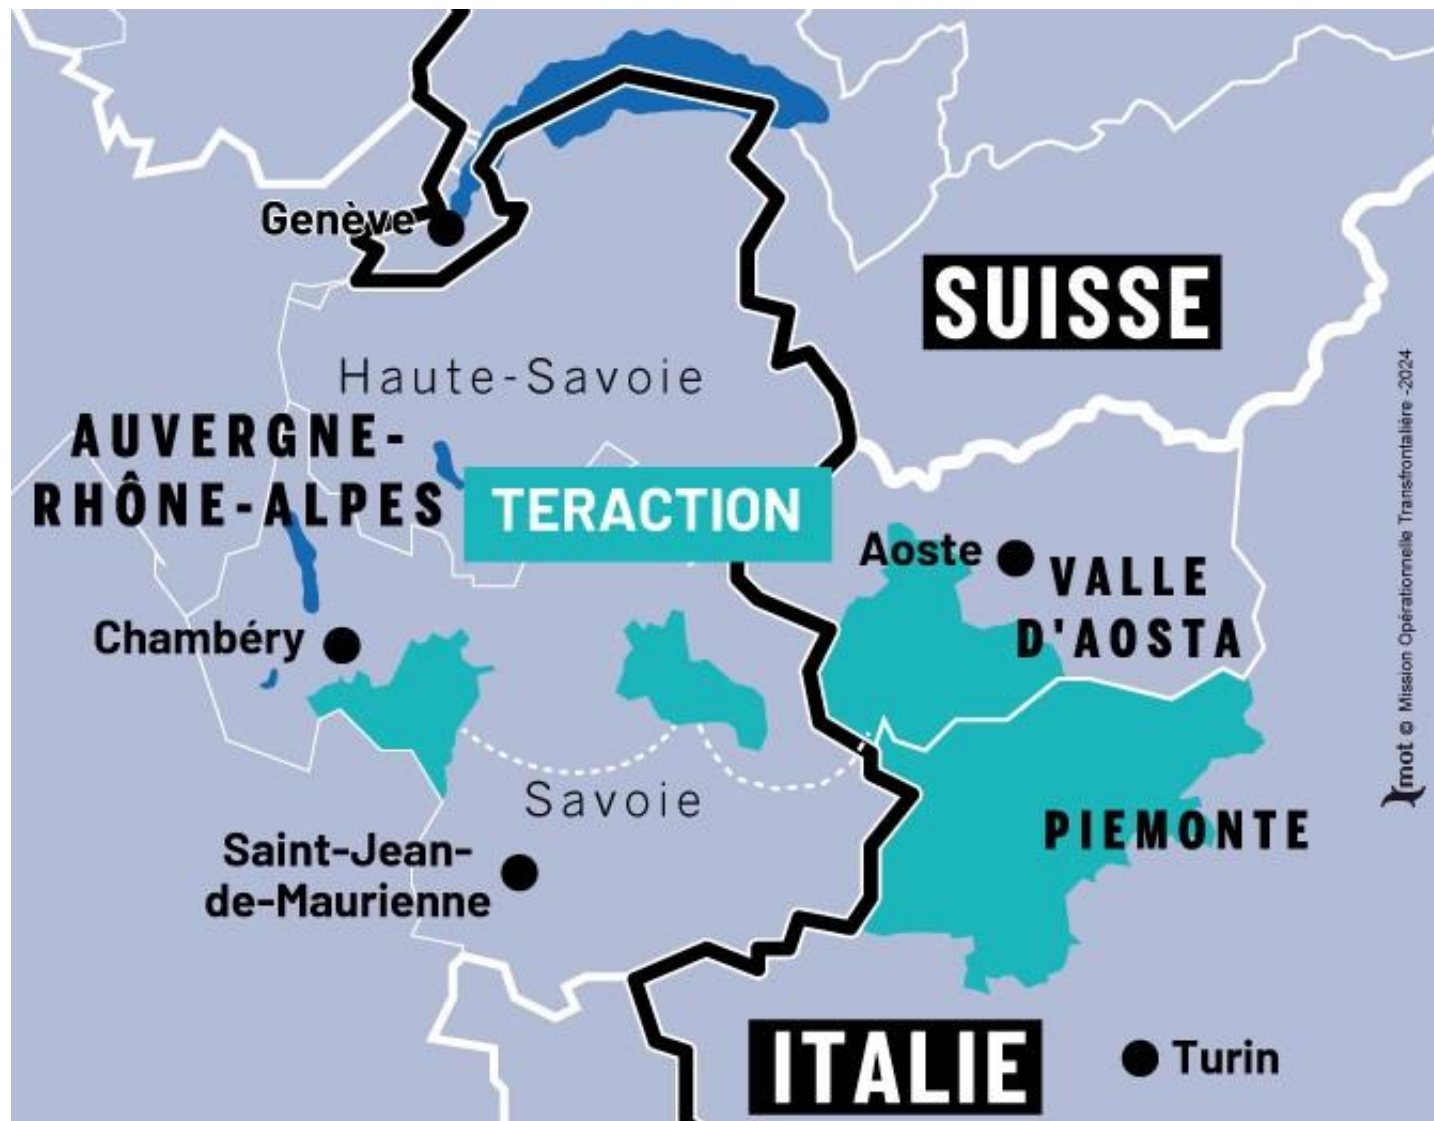 Genève
SUISSE
Haute-Savoie
AUVERGNE-
RHÔNE-ALPES
TERACTION
Aoste
VALLE
D'AOSTA
Chambéry
Savoie
PIEMONTE
Saint-Jean-
de-Maurienne
ITALIE
Turin
mot © Mission Opérationnelle Transfrontalière -2024